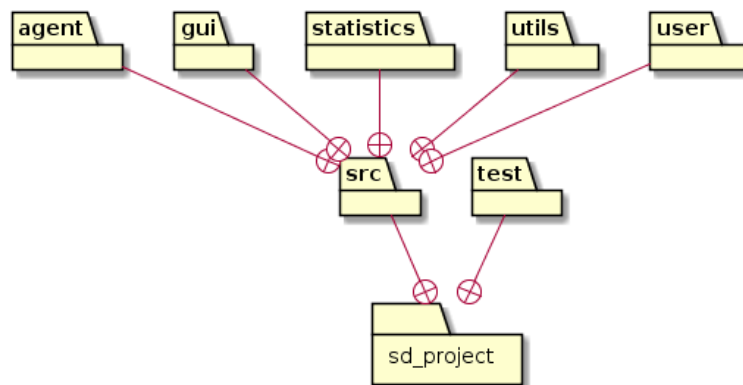 agent
gui
statistics
utils
user
src
test
sd_project